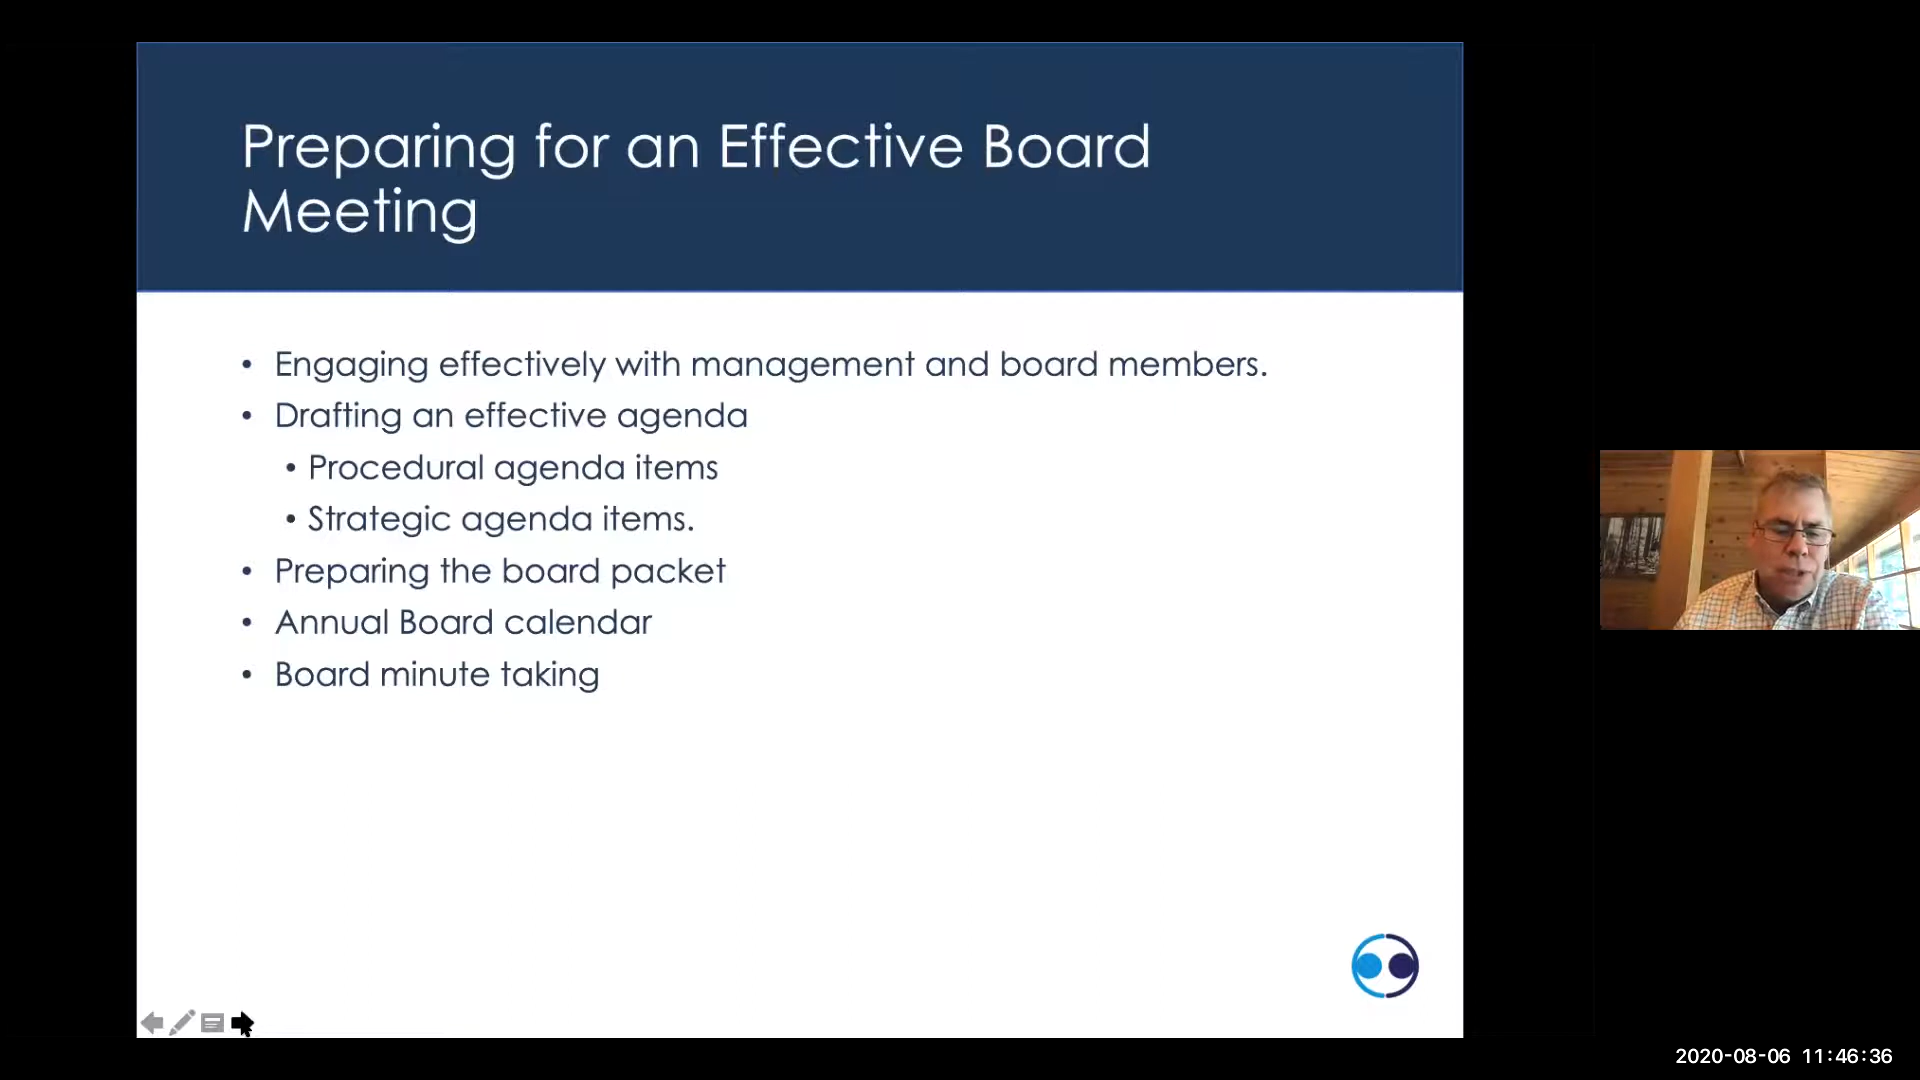 Preparing for an Effective Board
Meeting
• Engaging effectively with management and board members.
• Drafting an effective agenda
• Procedural agenda items
• Strategic agenda items.
• Preparing the board packet
• Annual Board calendar
• Board minute taking
2020-08-06 11:46:36